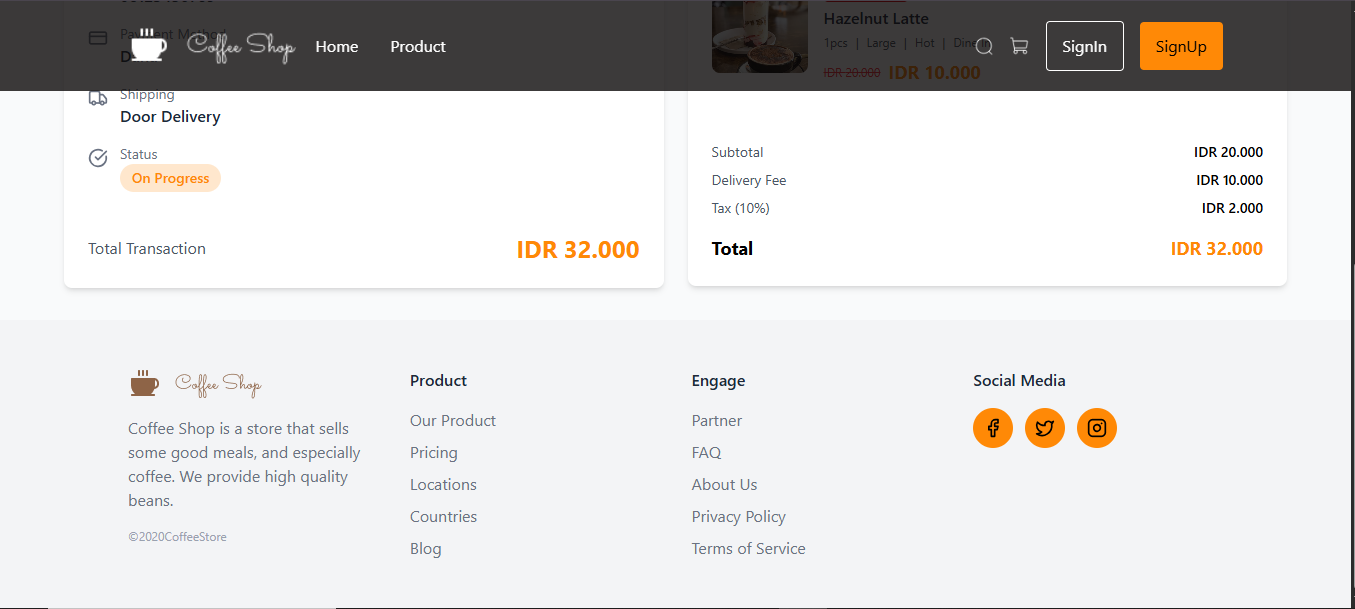 Payment Method
Coffee Shop
Home
Product
SignIn
SignUp
Hazelnut Latte
1pcs | Large | Hot | Dine In
IDR 20.000 IDR 10.000
Shipping
Door Delivery
Status
On Progress
Total Transaction IDR 32.000
Subtotal IDR 20.000
Delivery Fee IDR 10.000
Tax (10%) IDR 2.000
Total IDR 32.000
Coffee Shop
Coffee Shop is a store that sells
some good meals, and especially
coffee. We provide high quality
beans.
©2020CoffeeStore
Product
Our Product
Pricing
Locations
Countries
Blog
Engage
Partner
FAQ
About Us
Privacy Policy
Terms of Service
Social Media